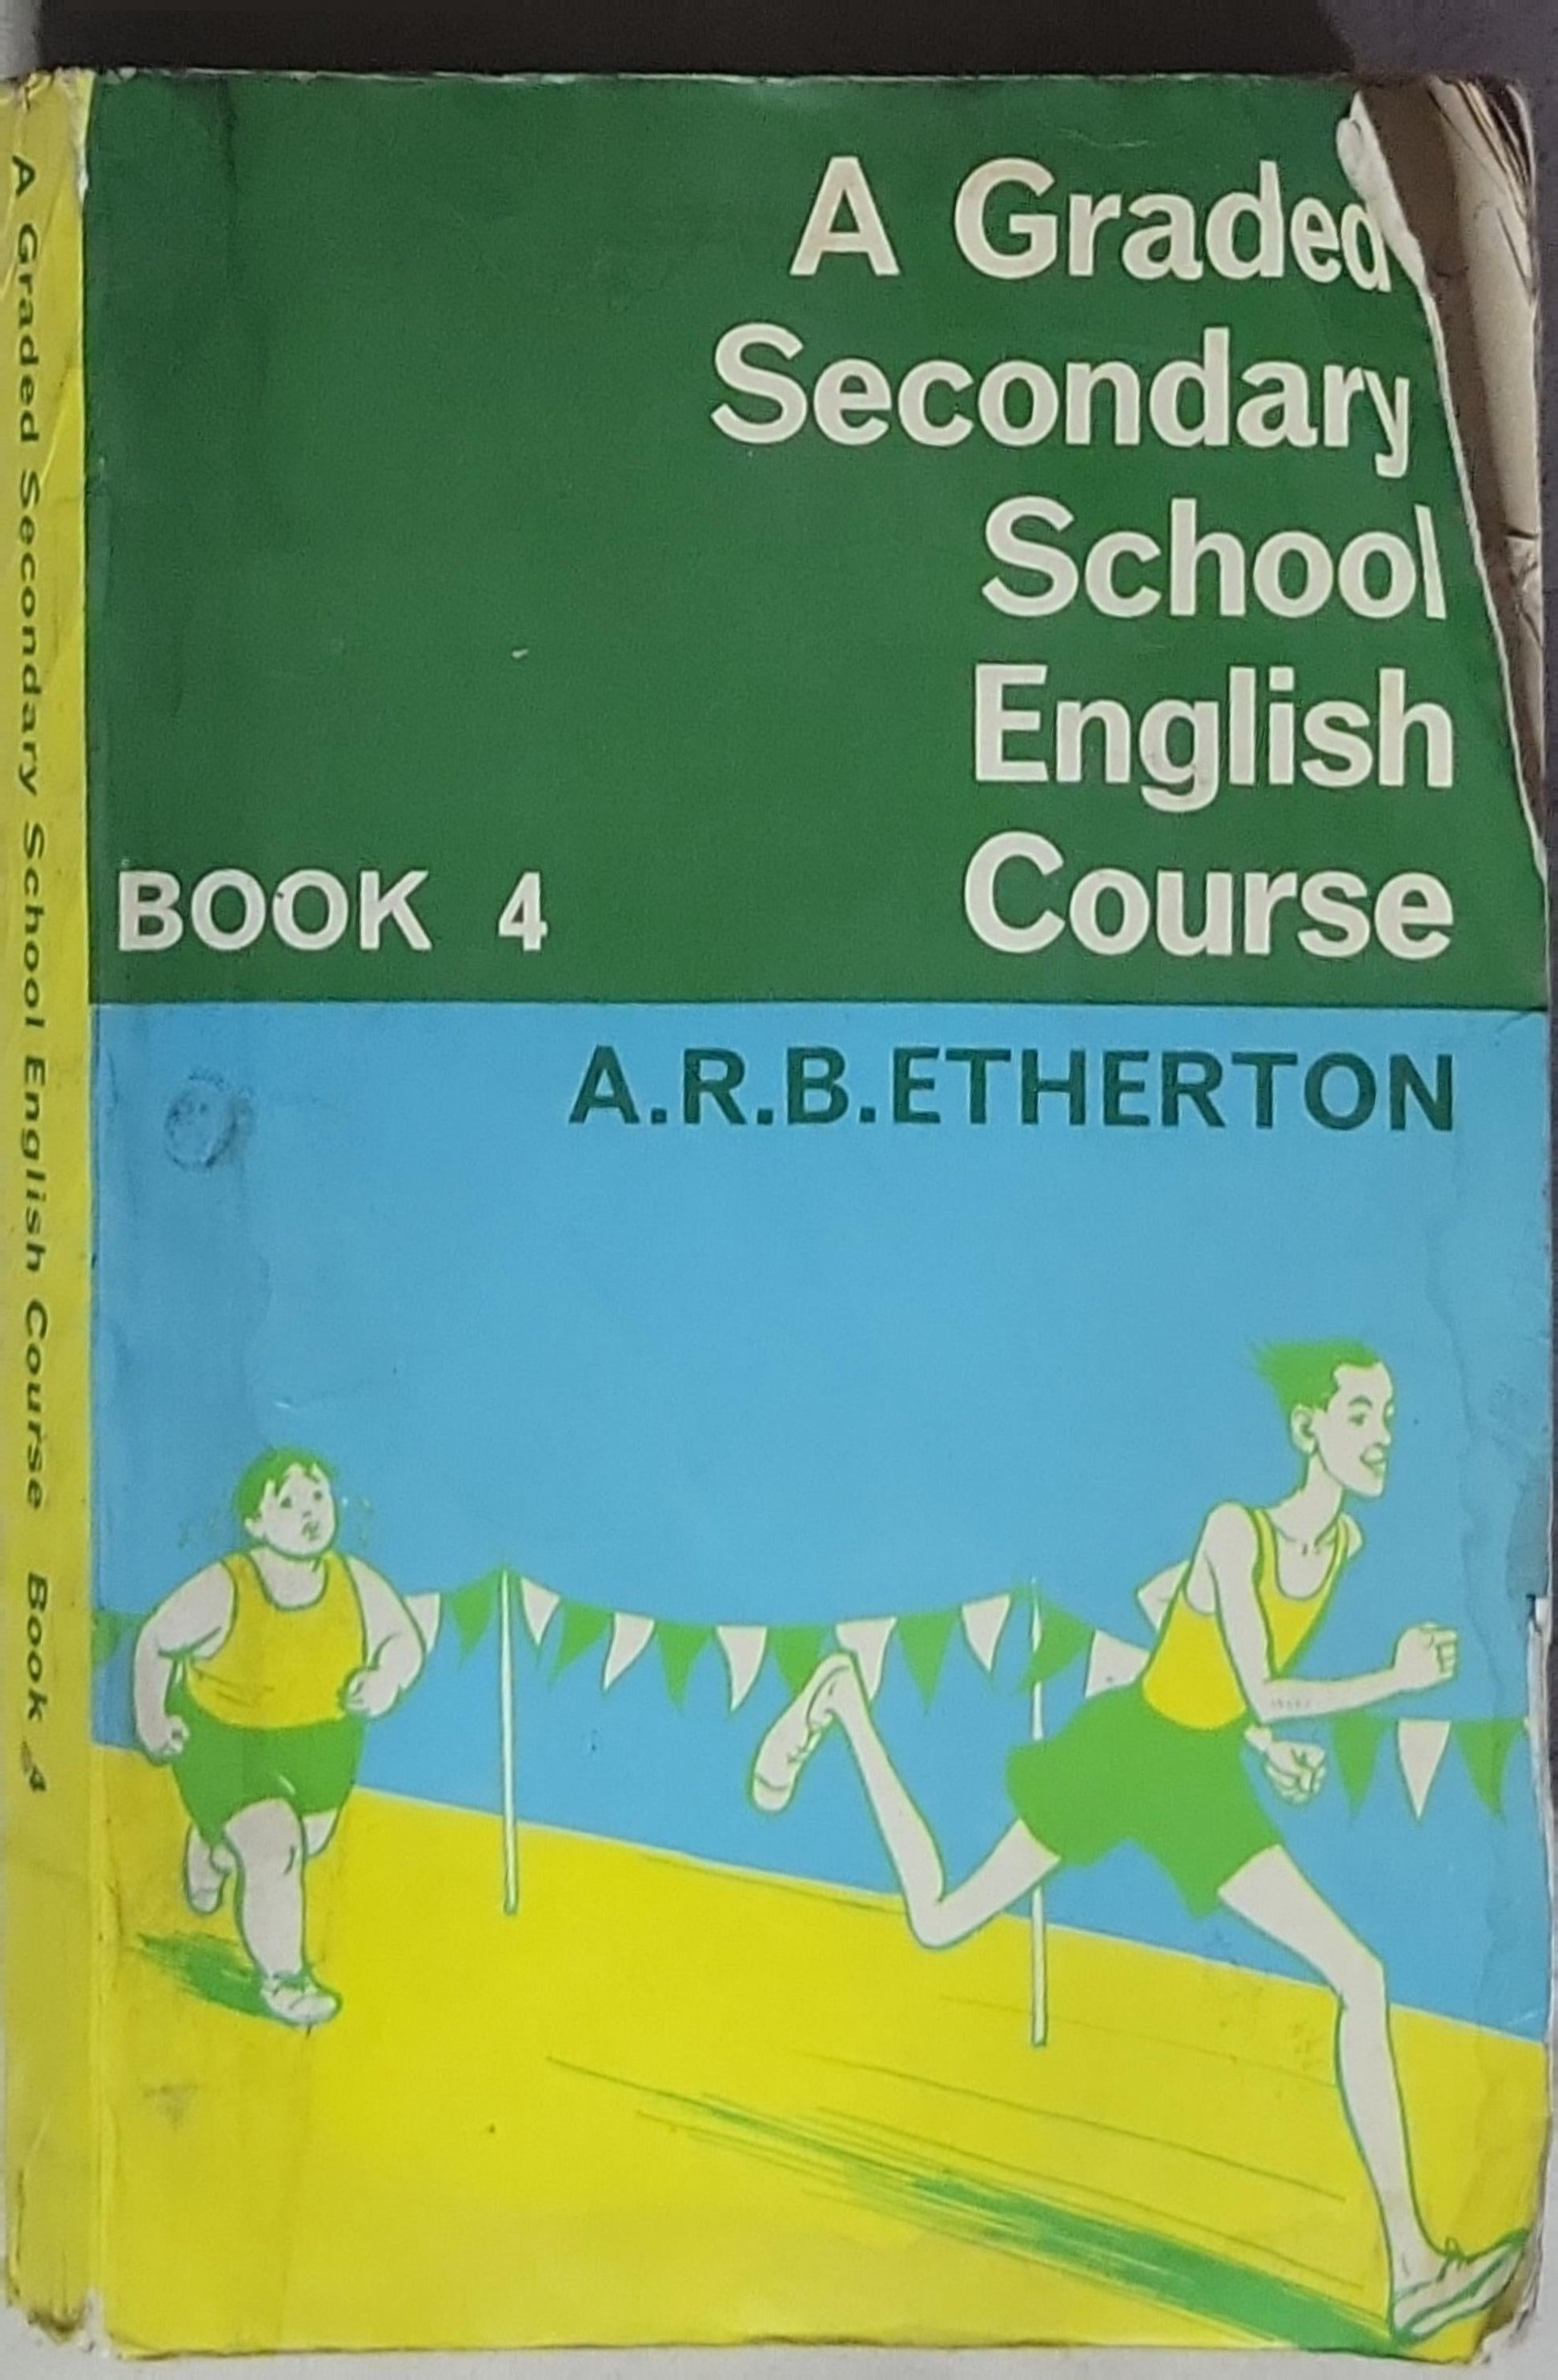 A Graded
Secondary
School
English
Course
BOOK 4
A.R.B.ETHERTON
A Graded Secondary School English Course Book 4